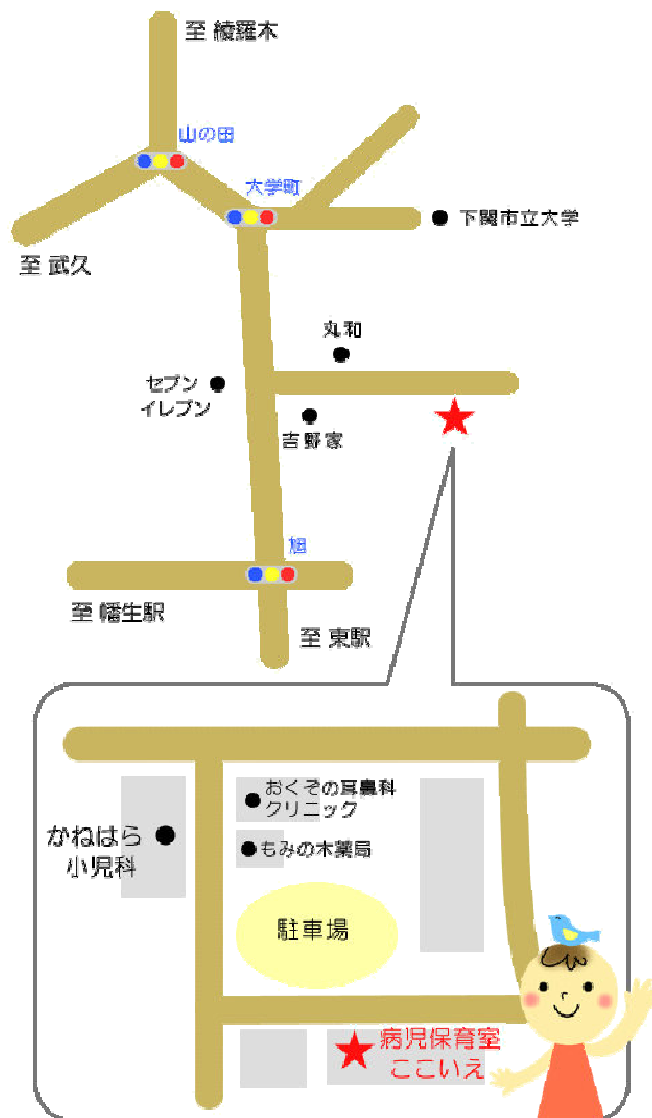 至 綾羅木
山の田
大学町
下関市立大学
至 武久
丸和
セブン
イレブン
吉野家
旭
至 幡生駅
至 東駅
おくぞの耳鼻科
クリニック
かねはら
小児科
もみの木薬局
駐車場
病児保育室
ここいえ